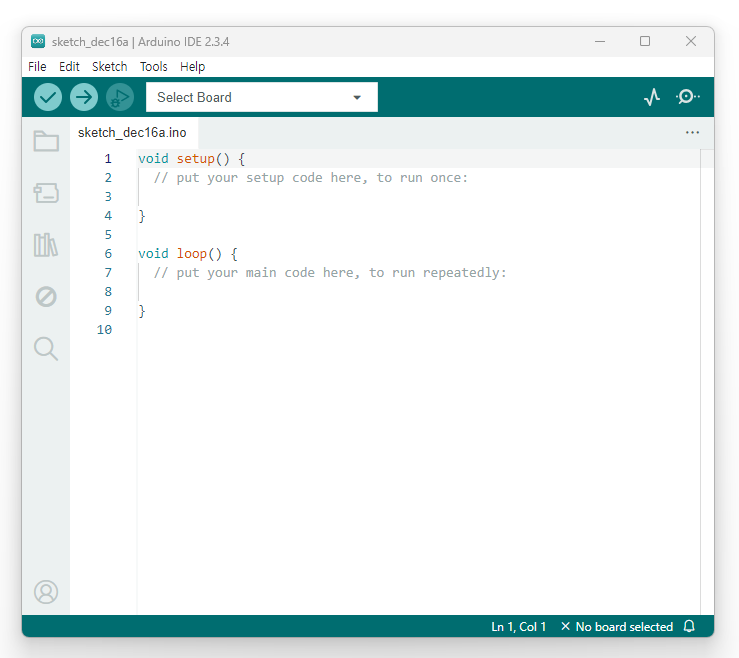 sketch_dec16a | Arduino IDE 2.3.4
File Edit Sketch Tools Help
Select Board
sketch_dec16a.ino
1 void setup() {
2   // put your setup code here, to run once:
3
4 }
5
6 void loop() {
7   // put your main code here, to run repeatedly:
8
9 }
10
Ln 1, Col 1 × No board selected